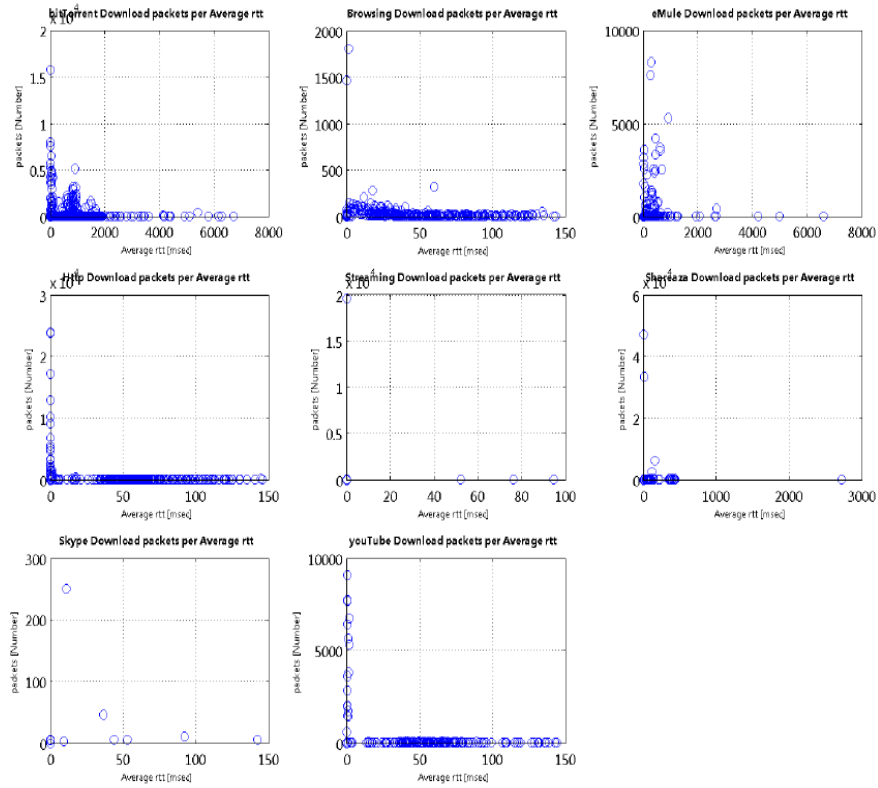 bitTorrent Download packets per Average rtt
x 10^4
2
1.5
1
0.5
0
packets [Number]
0 2000 4000 6000 8000
Average rtt [msec]
Browsing Download packets per Average rtt
2000
1500
1000
500
0
packets [Number]
0 50 100 150
Average rtt [msec]
eMule Download packets per Average rtt
10000
5000
0
packets [Number]
0 2000 4000 6000 8000
Average rtt [msec]
Http Download packets per Average rtt
x 10^4
3
2
1
0
packets [Number]
0 50 100 150
Average rtt [msec]
Streaming Download packets per Average rtt
x 10^4
2
1.5
1
0.5
0
packets [Number]
0 20 40 60 80 100
Average rtt [msec]
Shareaza Download packets per Average rtt
x 10^4
6
4
2
0
packets [Number]
0 1000 2000 3000
Average rtt [msec]
Skype Download packets per Average rtt
300
200
100
0
packets [Number]
0 50 100 150
Average rtt [msec]
youTube Download packets per Average rtt
10000
5000
0
packets [Number]
0 50 100 150
Average rtt [msec]